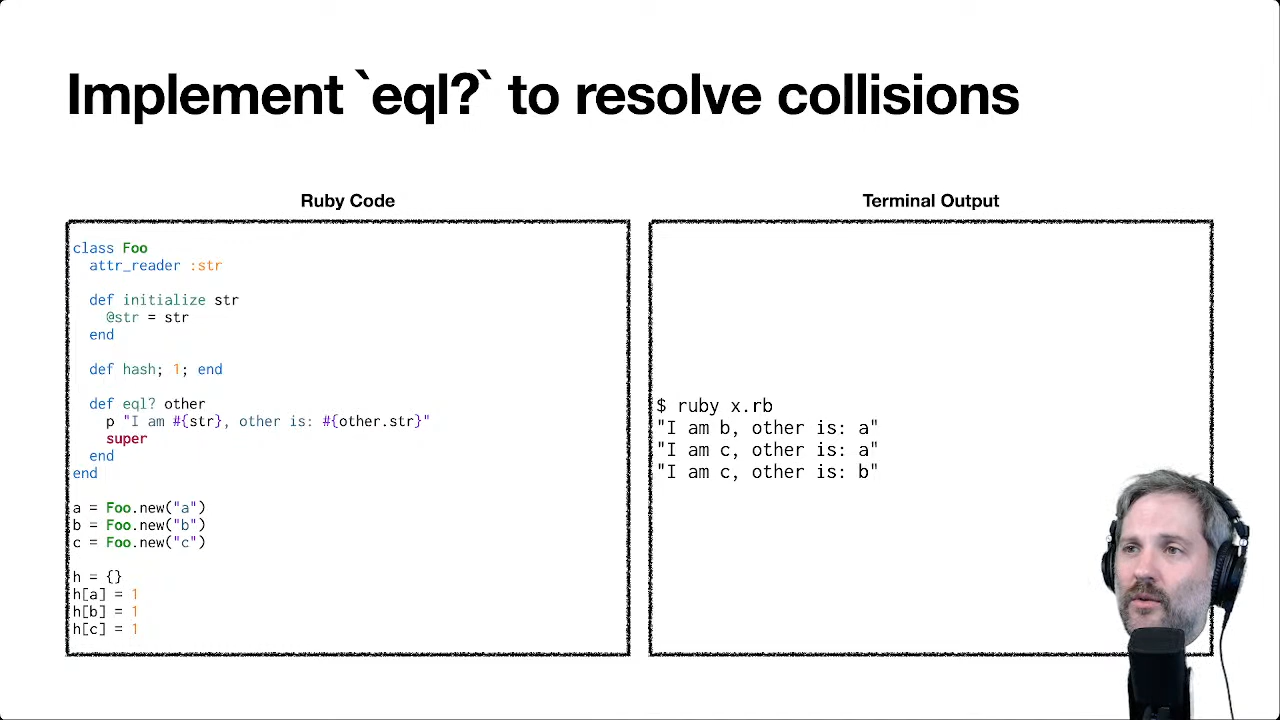 Implement `eql?` to resolve collisions
Ruby Code
class Foo
  attr_reader :str

  def initialize str
    @str = str
  end

  def hash; 1; end

  def eql? other
    p "I am #{str}, other is: #{other.str}"
    super
  end
end

a = Foo.new("a")
b = Foo.new("b")
c = Foo.new("c")

h = {}
h[a] = 1
h[b] = 1
h[c] = 1
Terminal Output
$ ruby x.rb
"I am b, other is: a"
"I am c, other is: a"
"I am c, other is: b"